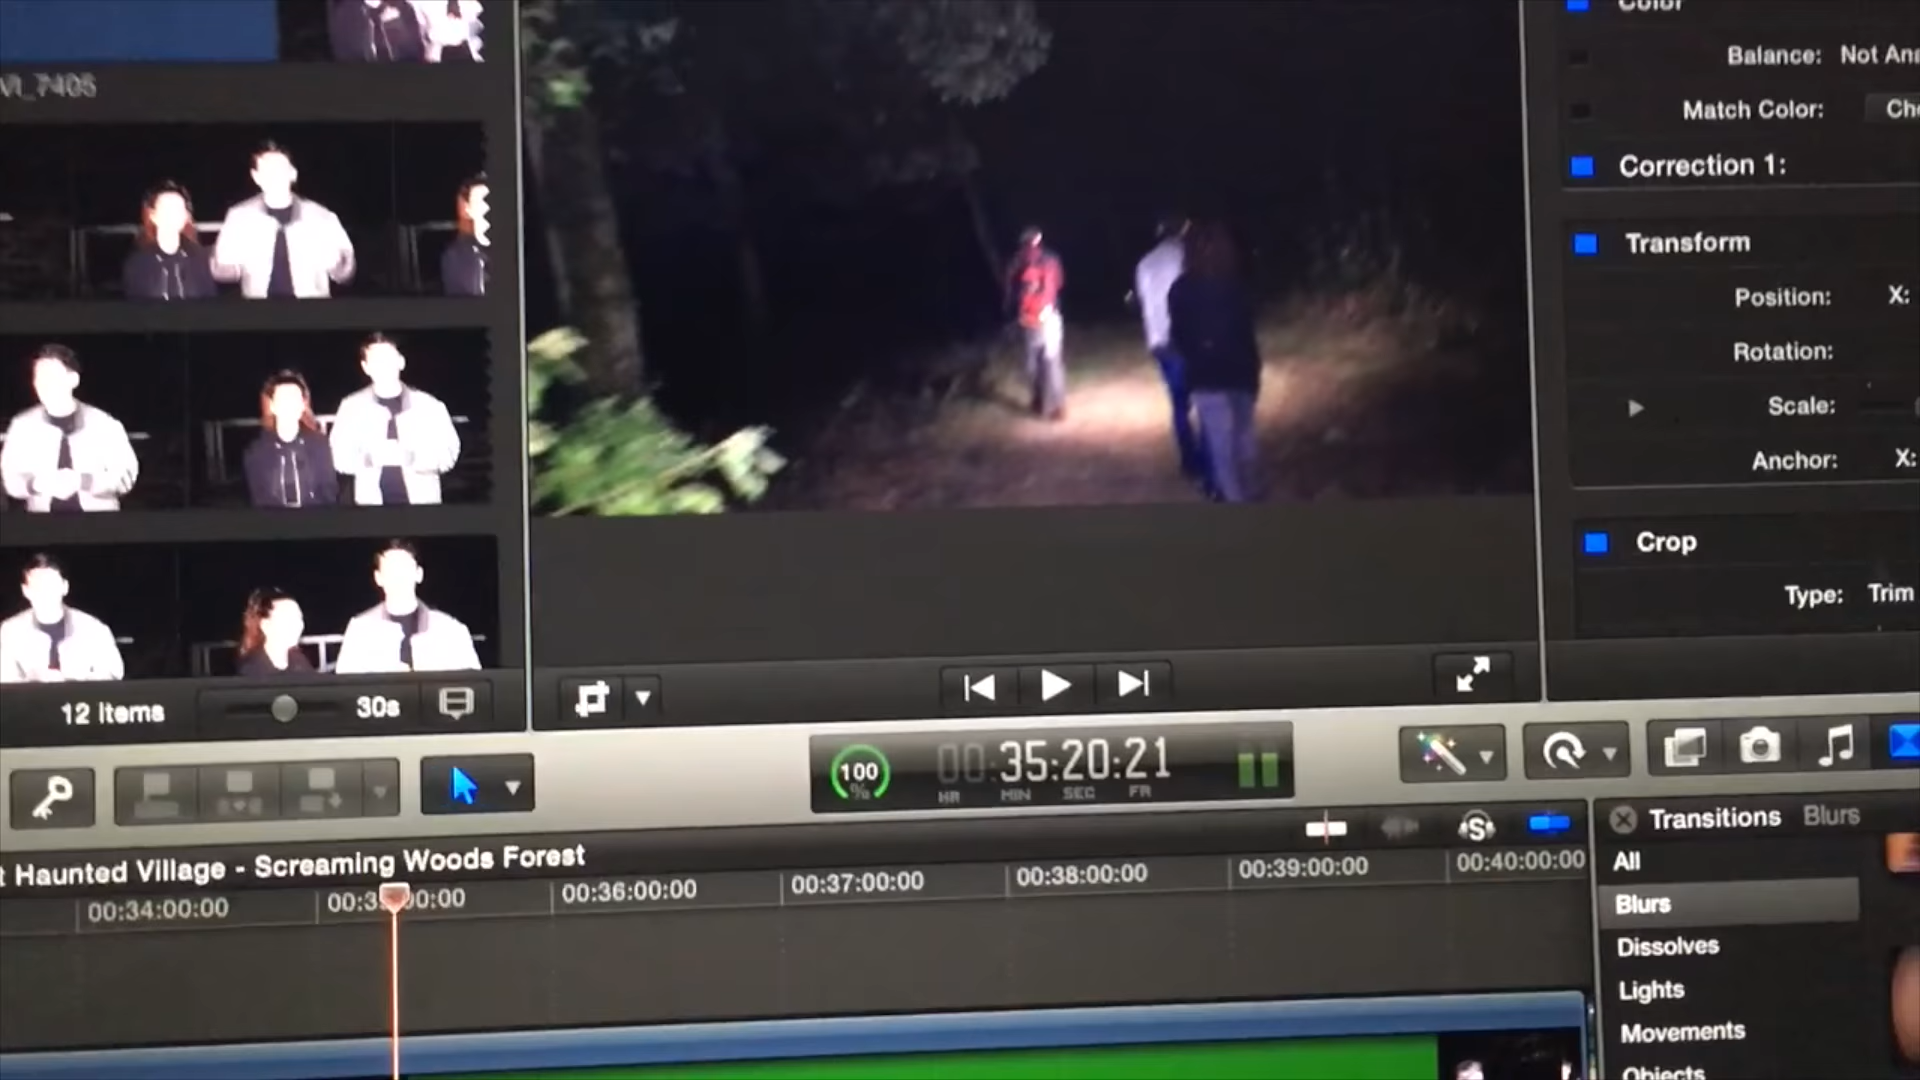 Color
Balance: Not
Match Color:
Correction 1:
Transform
Position: X:
Rotation:
Scale:
Anchor: X:
Crop
Type: Trim
12 Items
30s
100
%
00:35:20:21
HR MIN SEC FR
Haunted Village - Screaming Woods Forest
00:34:00:00
00:36:00:00
00:37:00:00
00:38:00:00
00:39:00:00
00:40:00:00
Transitions Blurs
All
Blurs
Dissolves
Lights
Movements
Objects